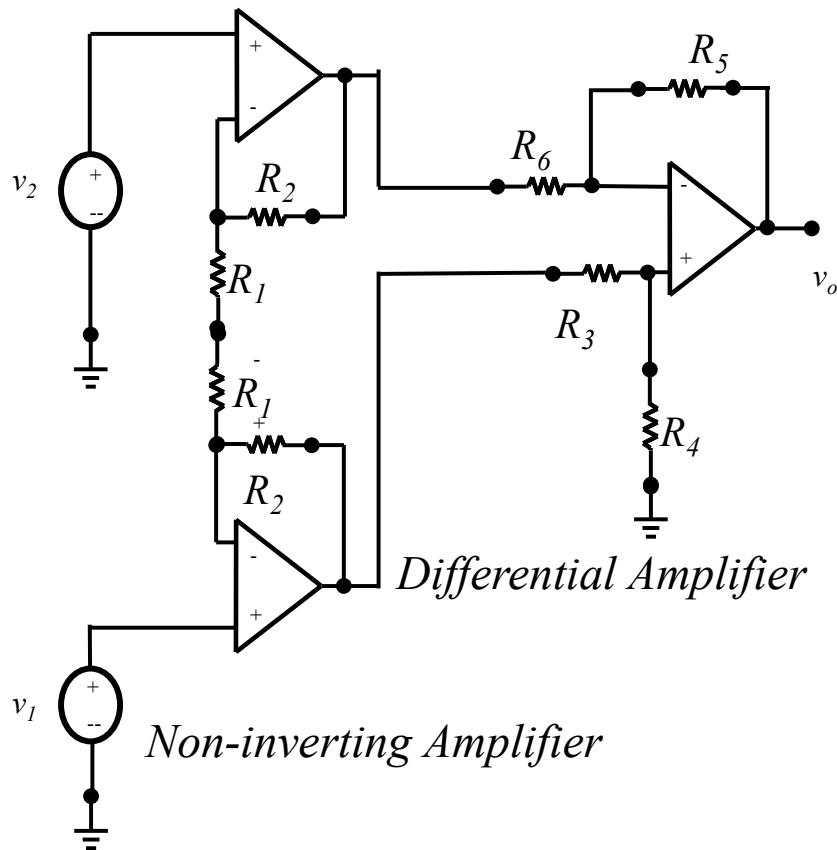 +
-
R5
R6
v2
+
--
R2
-
+
vo
R1
R3
-
R1
+
R4
R2
-
+
Differential Amplifier
v1
+
--
Non-inverting Amplifier